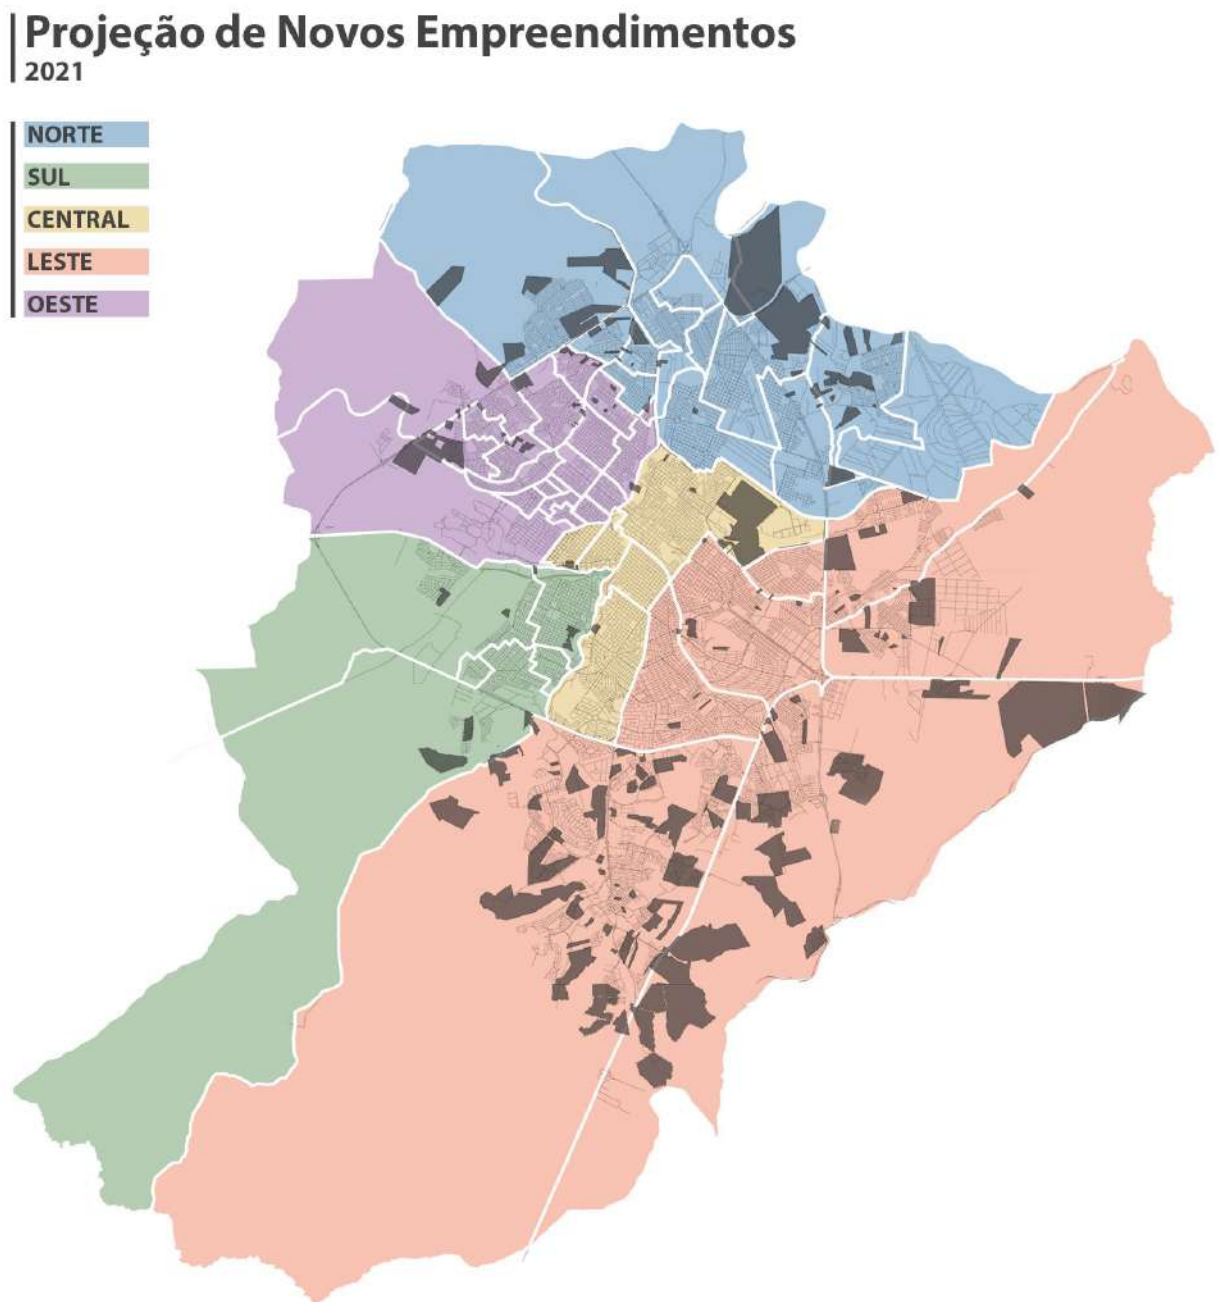 Projeção de Novos Empreendimentos
2021
NORTE
SUL
CENTRAL
LESTE
OESTE